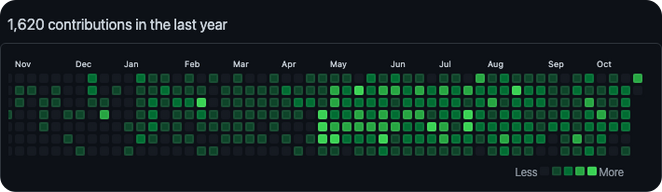 1,620 contributions in the last year
Nov Dec Jan Feb Mar Apr May Jun Jul Aug Sep Oct
Less More